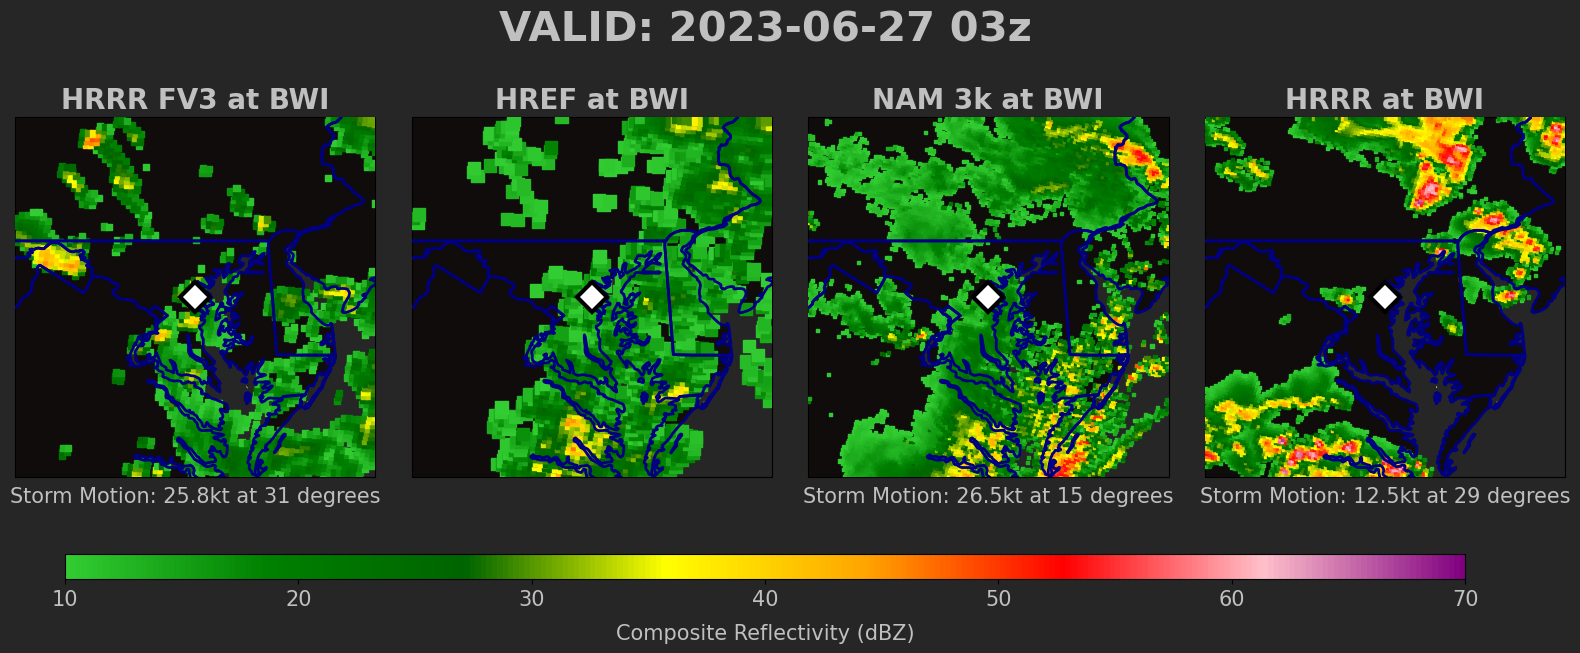 VALID: 2023-06-27 03z
HRRR FV3 at BWI
HREF at BWI
NAM 3k at BWI
HRRR at BWI
Storm Motion: 25.8kt at 31 degrees
Storm Motion: 26.5kt at 15 degrees
Storm Motion: 12.5kt at 29 degrees
10 20 30 40 50 60 70
Composite Reflectivity (dBZ)